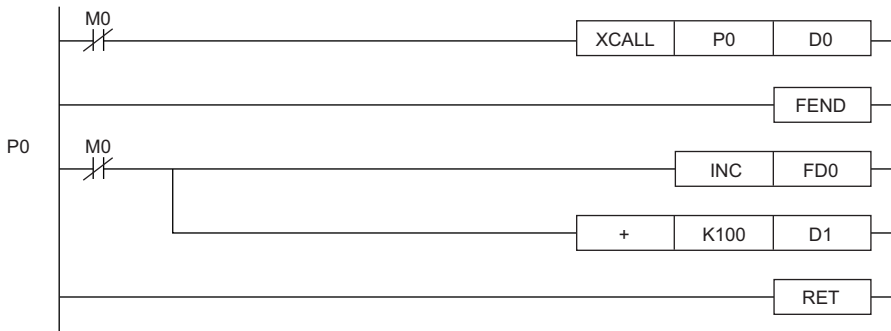 M0
XCALL P0 D0
FEND
P0 M0
INC FD0
+ K100 D1
RET